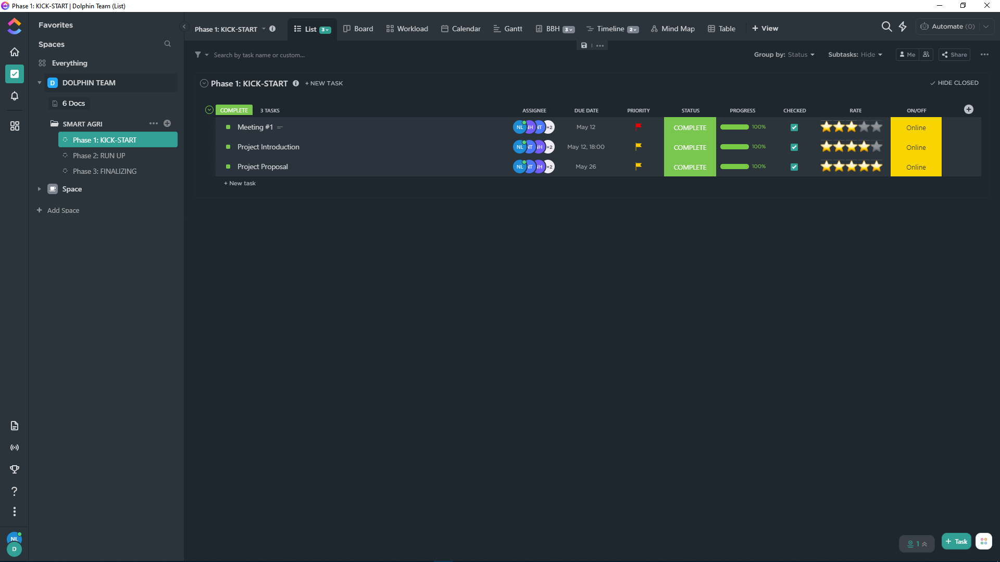 Phase 1: KICK-START | Dolphin Team (List)
Favorites
Spaces
Everything
D DOLPHIN TEAM
6 Docs
SMART AGRI
Phase 1: KICK-START
Phase 2: RUN UP
Phase 3: FINALIZING
Space
+ Add Space
NL
D
Phase 1: KICK-START List 3 Board Workload Calendar Gantt BBH 3 Timeline 2 Mind Map Table + View Automate (0)
Search by task name or custom... Group by: Status Subtasks: Hide Me Share
Phase 1: KICK-START + NEW TASK HIDE CLOSED
COMPLETE 3 TASKS ASSIGNEE DUE DATE PRIORITY STATUS PROGRESS CHECKED RATE ON/OFF
Meeting #1 NL NH NT +2 May 12 COMPLETE 100% Online
Project Introduction NL NT NH +2 May 12, 18:00 COMPLETE 100% Online
Project Proposal NL NT NH +2 May 26 COMPLETE 100% Online
+ New task
1 + Task